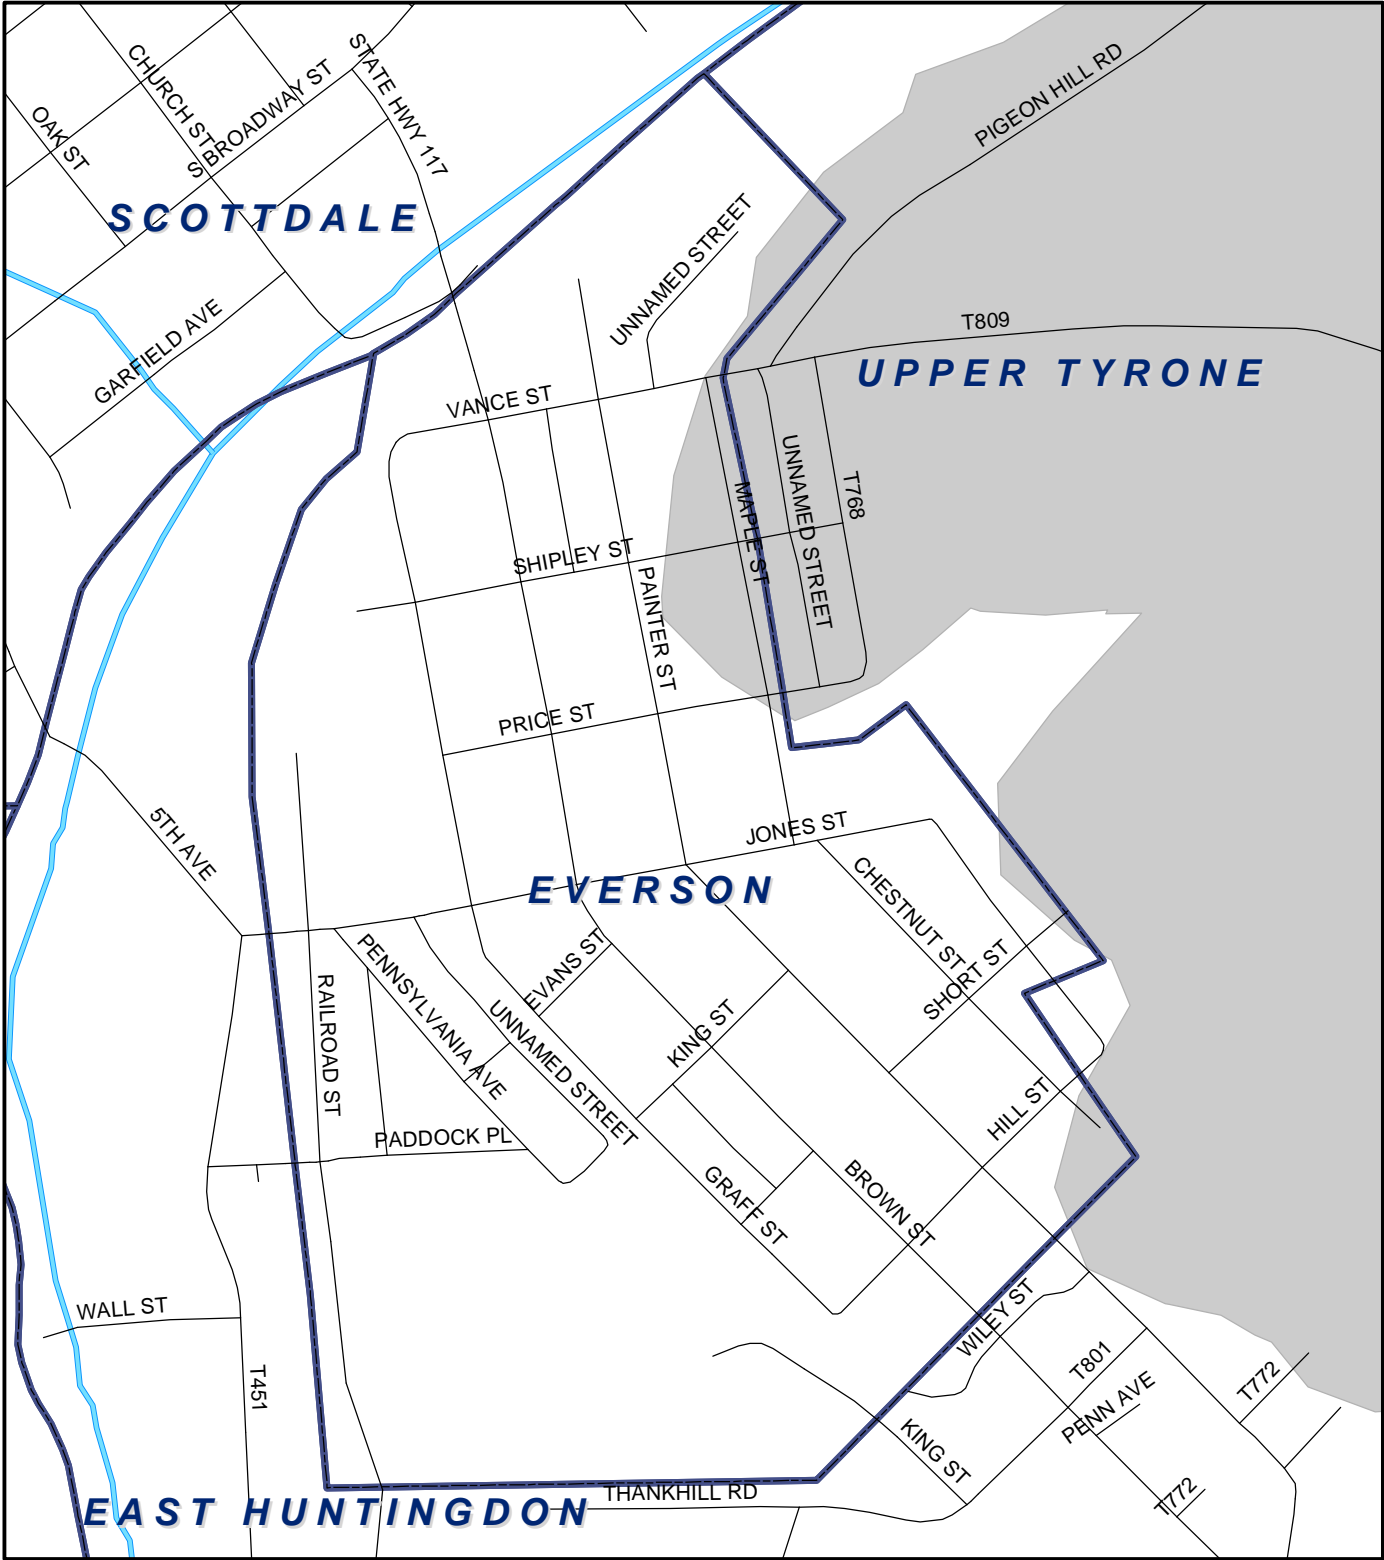 CHURCH ST
STATE HWY 117
S BROADWAY ST
OAK ST
PIGEON HILL RD
SCOTTDALE
UNNAMED STREET
GARFIELD AVE
T809
UPPER TYRONE
VANCE ST
UNNAMED STREET
T768
MAPLE ST
SHIPLEY ST
PAINTER ST
PRICE ST
5TH AVE
JONES ST
EVERSON
CHESTNUT ST
SHORT ST
EVANS ST
PENNSYLVANIA AVE
RAILROAD ST
UNNAMED STREET
KING ST
HILL ST
PADDOCK PL
GRAFF ST
BROWN ST
WALL ST
WILEY ST
T801
T451
T772
PENN AVE
KING ST
THANKHILL RD
T772
EAST HUNTINGDON